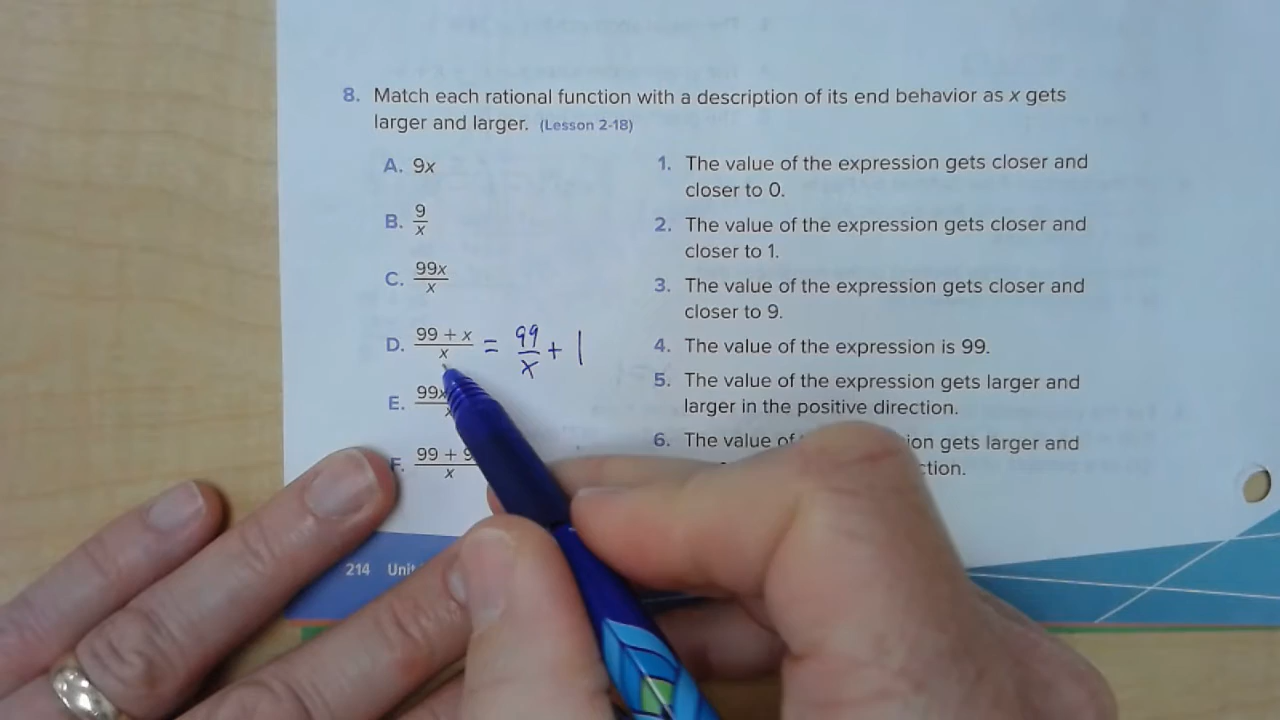 8. Match each rational function with a description of its end behavior as x gets
larger and larger. (Lesson 2-18)
A. 9x
B. 9/x
C. 99x/x
D. (99 + x)/x = 99/x + 1
E. 99x
F. 99 + 9
x
1. The value of the expression gets closer and
closer to 0.
2. The value of the expression gets closer and
closer to 1.
3. The value of the expression gets closer and
closer to 9.
4. The value of the expression is 99.
5. The value of the expression gets larger and
larger in the positive direction.
6. The value of gets larger and
214